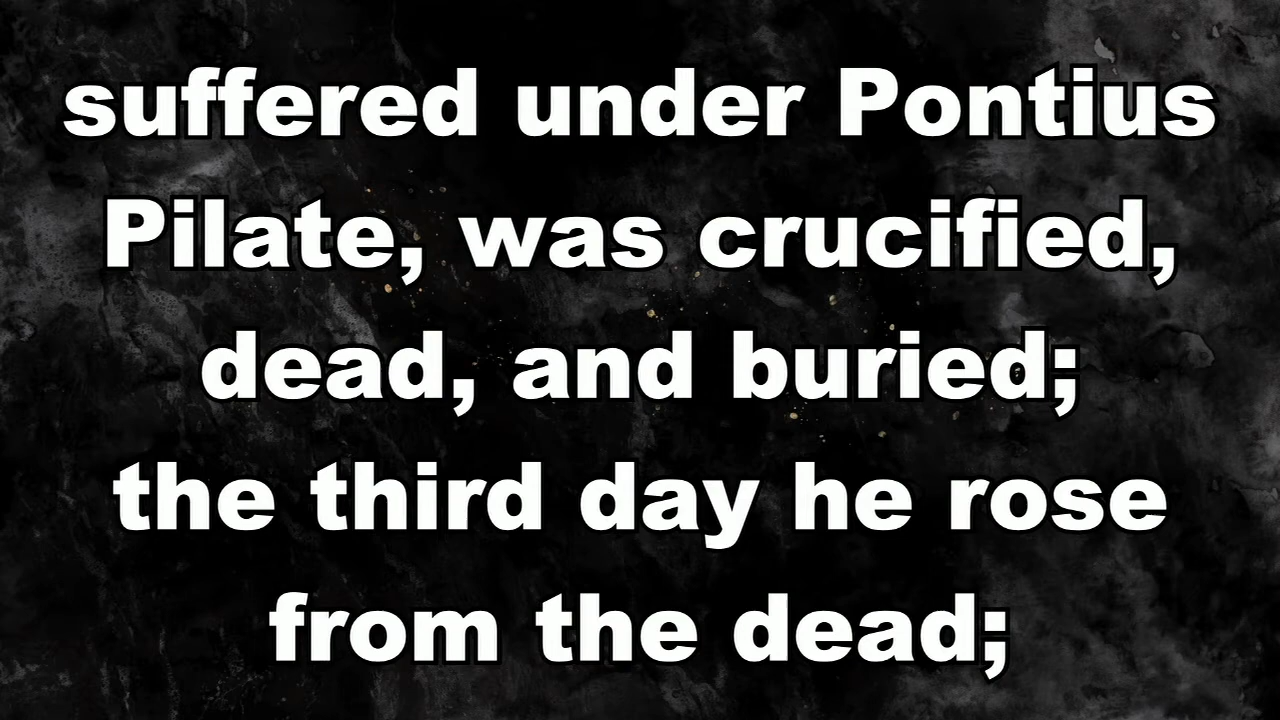 suffered under Pontius
Pilate, was crucified,
dead, and buried;
the third day he rose
from the dead;